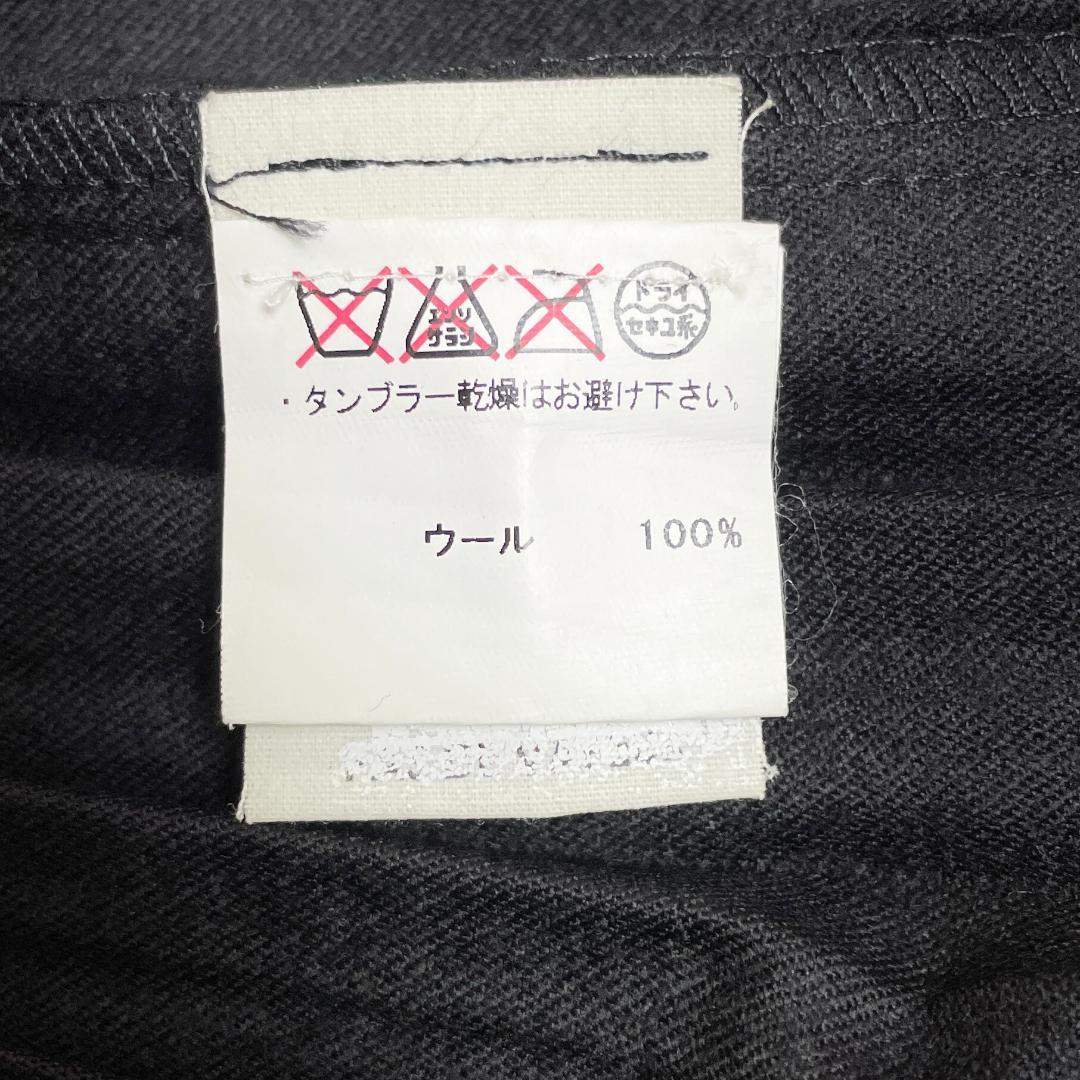 エンソ
サラシ
ドライ
セキユ系
・タンブラー乾燥はお避け下さい。
ウール 100%